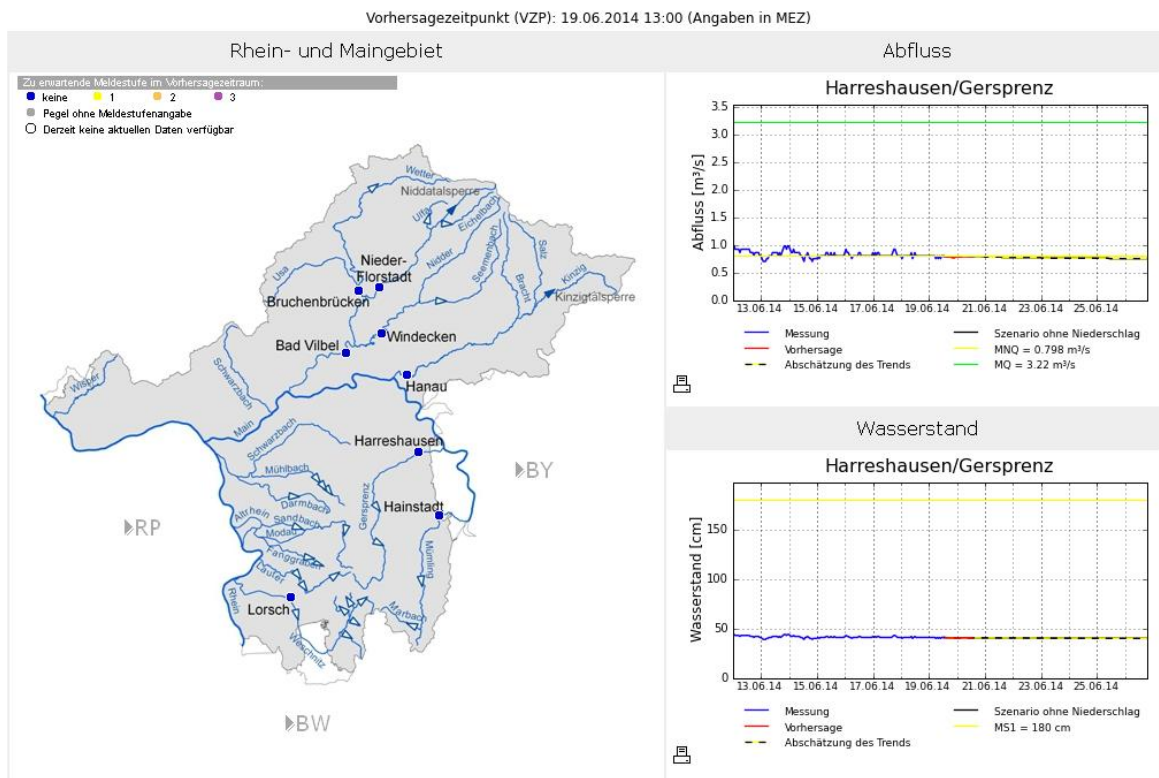 Vorhersagezeitpunkt (VZP): 19.06.2014 13:00 (Angaben in MEZ)
Rhein- und Maingebiet
Zu erwartende Meldestufe im Vorhersagezeitraum:
keine 1 2 3
Pegel ohne Meldestufenangabe
Derzeit keine aktuellen Daten verfügbar
Wetter
Niddatalsperre
Ulfa
Eichelbach
Nidder
Seemenbach
Salz
Bracht
Kinzig
Kinzigtalsperre
Usa
Nieder-
Florstadt
Bruchenbrücken
Windecken
Bad Vilbel
Hanau
Wisper
Schwarzbach
Main
Schwarzbach
Harreshausen
BY
Mühlbach
Darmbach
Gersprenz
Hainstadt
RP
Altrhein
Sandbach
Modau
Fanggraben
Lauter
Mümling
Rhein
Lorsch
Marbach
Weschnitz
BW
Abfluss
Harreshausen/Gersprenz
Abfluss [m³/s]
3.5
3.0
2.5
2.0
1.5
1.0
0.5
0.0
13.06.14 15.06.14 17.06.14 19.06.14 21.06.14 23.06.14 25.06.14
Messung
Vorhersage
Abschätzung des Trends
Szenario ohne Niederschlag
MNQ = 0.798 m³/s
MQ = 3.22 m³/s
Wasserstand
Harreshausen/Gersprenz
Wasserstand [cm]
150
100
50
0
13.06.14 15.06.14 17.06.14 19.06.14 21.06.14 23.06.14 25.06.14
Messung
Vorhersage
Abschätzung des Trends
Szenario ohne Niederschlag
MS1 = 180 cm